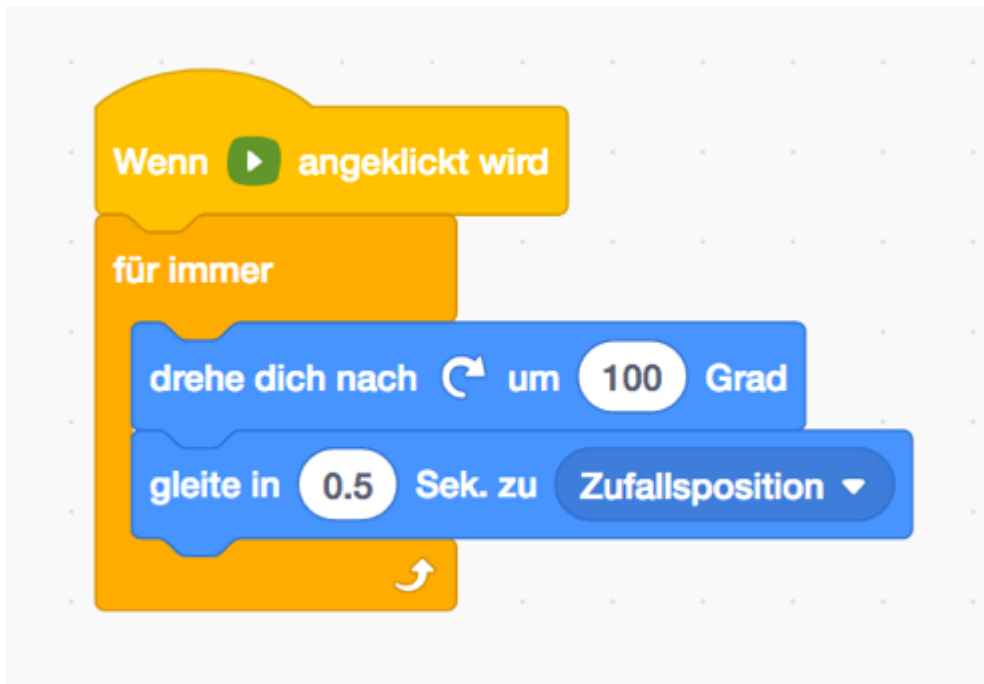 Wenn angeklickt wird
für immer
drehe dich nach um 100 Grad
gleite in 0.5 Sek. zu Zufallsposition